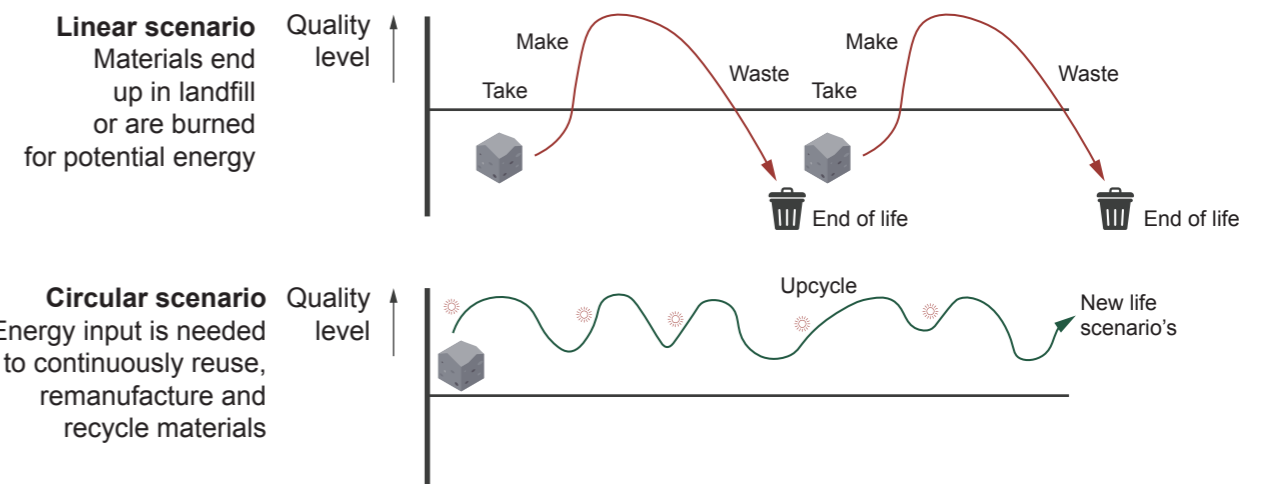 Linear scenario
Materials end
up in landfill
or are burned
for potential energy
Quality
level
Make
Take
Waste
End of life
Make
Take
Waste
End of life
Circular scenario
Energy input is needed
to continuously reuse,
remanufacture and
recycle materials
Quality
level
Upcycle
New life
scenario's